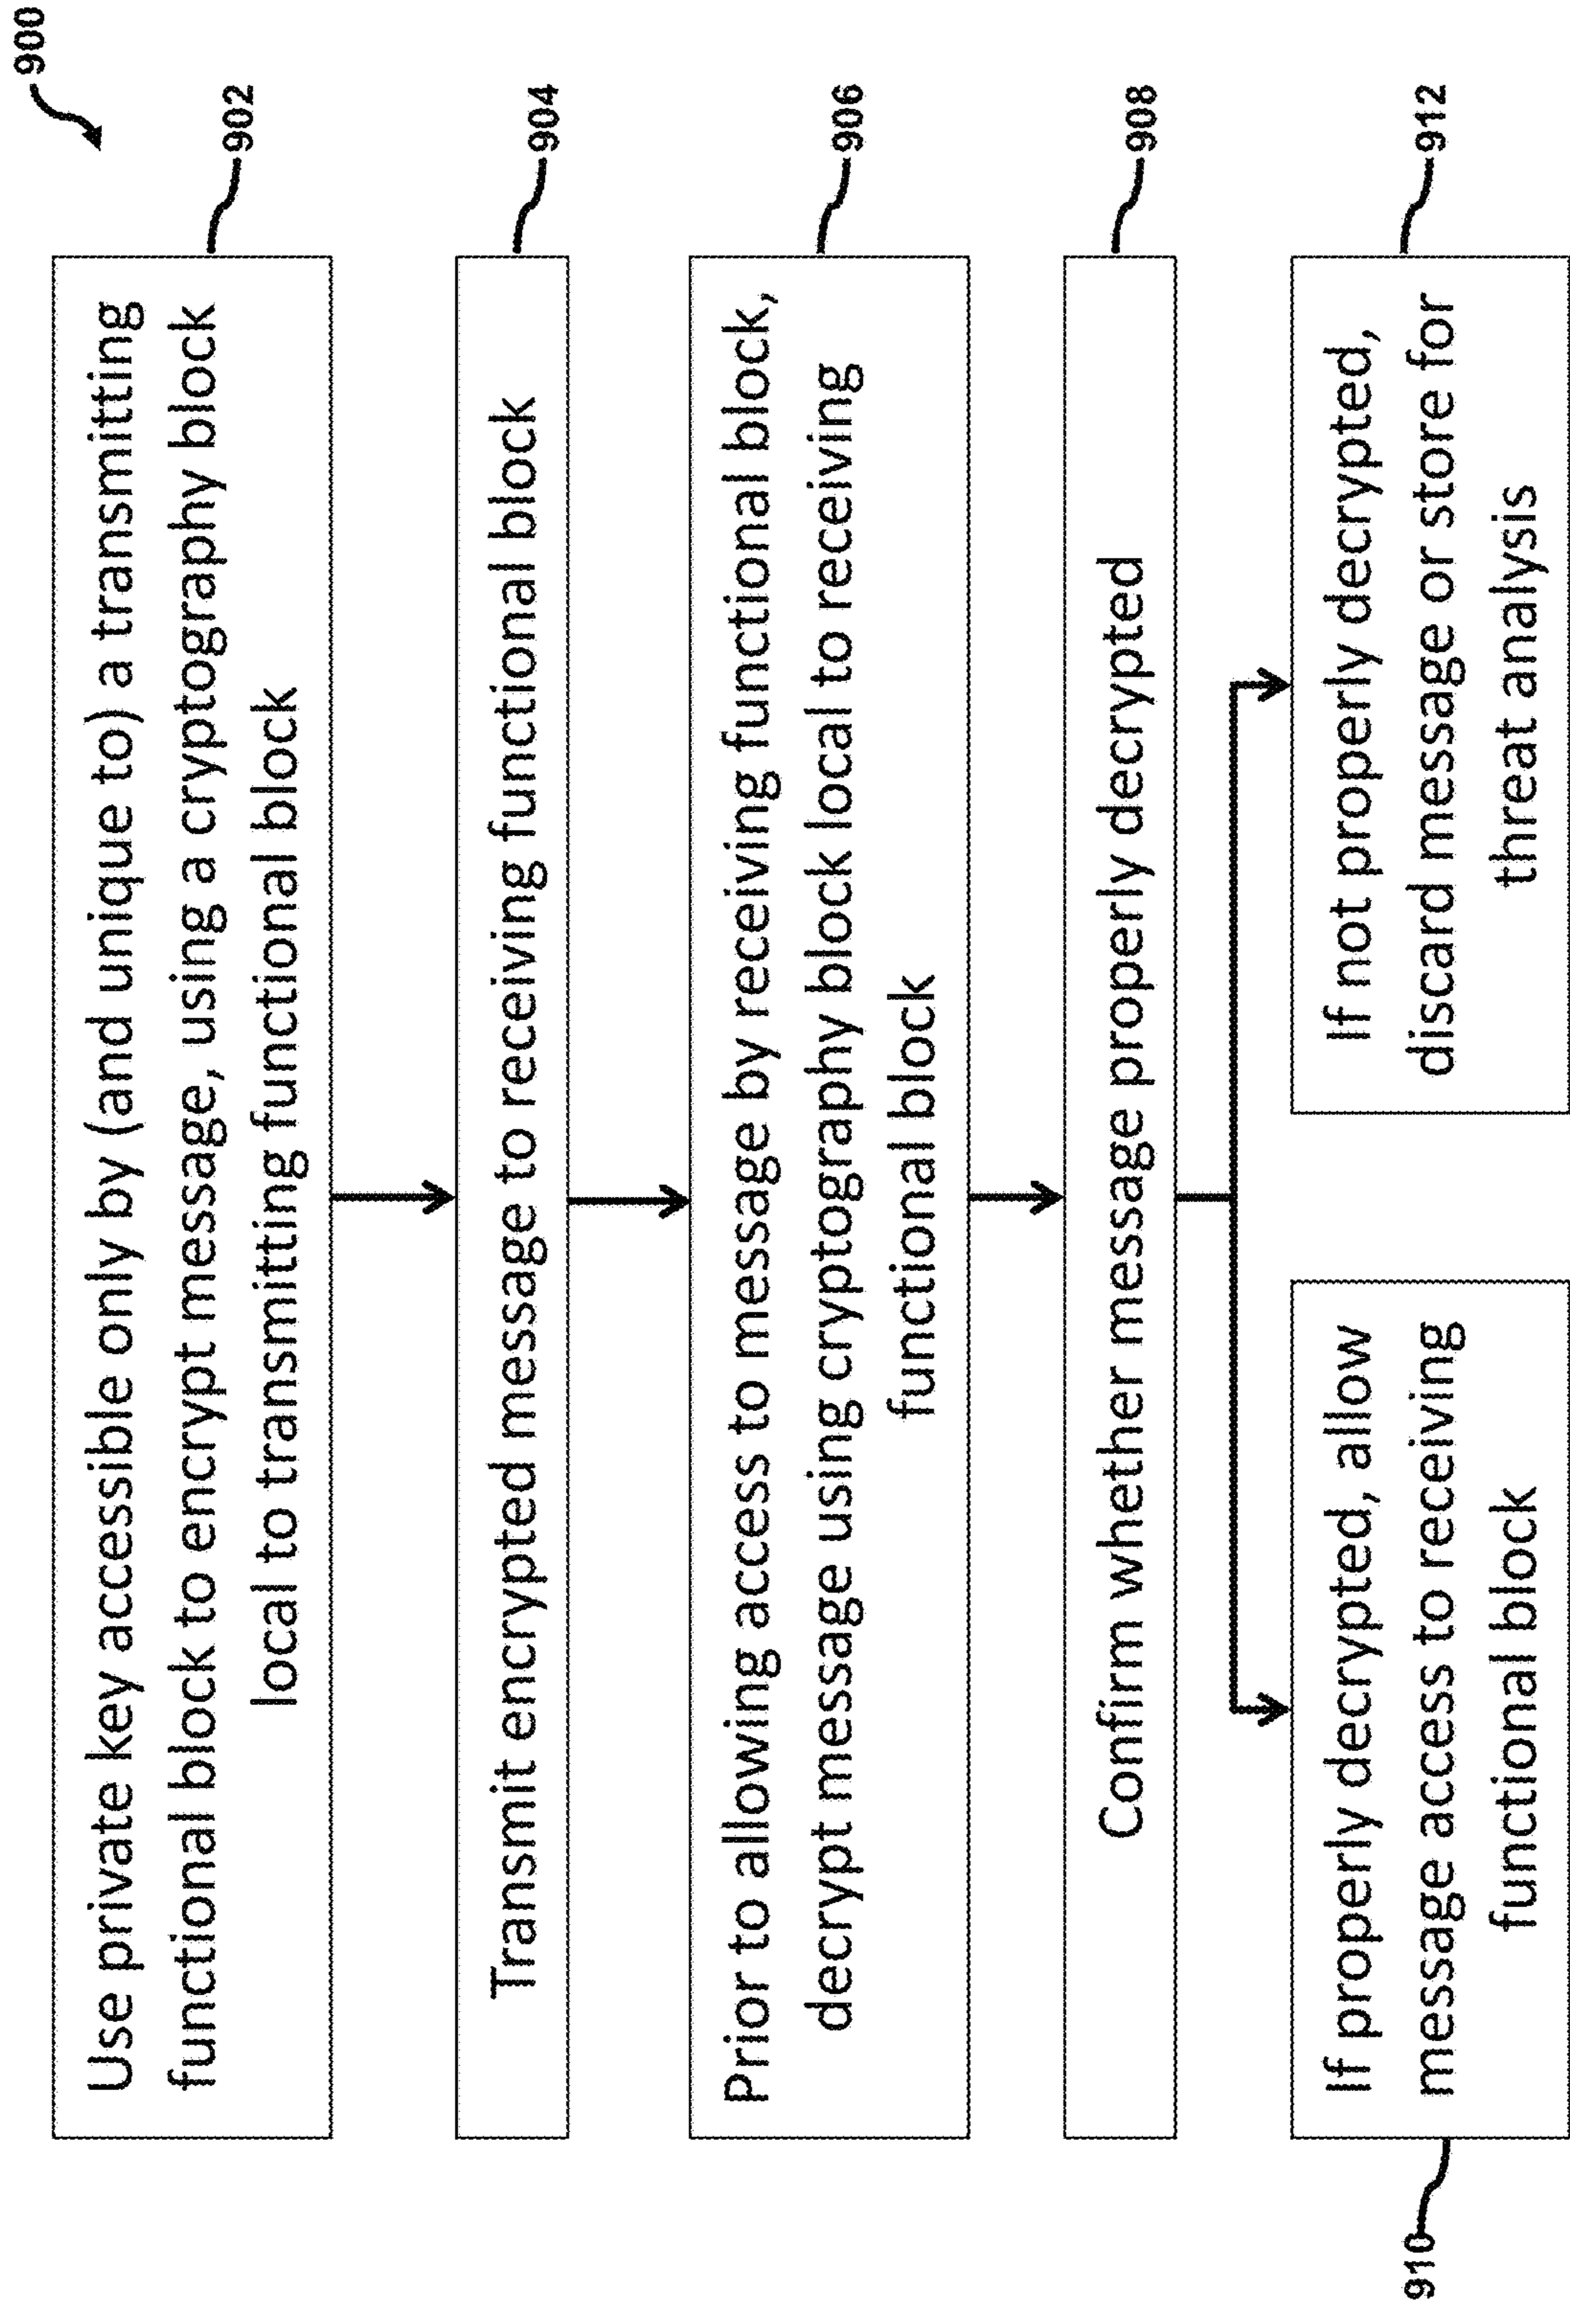 900
Use private key accessible only by (and unique to) a transmitting
functional block to encrypt message, using a cryptography block
local to transmitting functional block
902
Transmit encrypted message to receiving functional block
904
Prior to allowing access to message by receiving functional block,
decrypt message using cryptography block local to receiving
functional block
906
Confirm whether message properly decrypted
908
If properly decrypted, allow
message access to receiving
functional block
910
If not properly decrypted,
discard message or store for
threat analysis
912